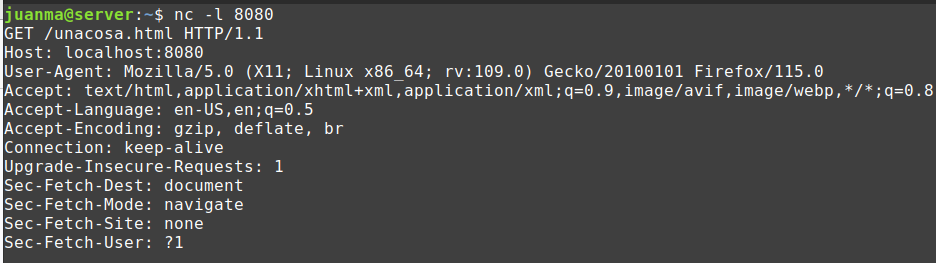 juanma@server:~$ nc -l 8080
GET /unacosa.html HTTP/1.1
Host: localhost:8080
User-Agent: Mozilla/5.0 (X11; Linux x86_64; rv:109.0) Gecko/20100101 Firefox/115.0
Accept: text/html,application/xhtml+xml,application/xml;q=0.9,image/avif,image/webp,*/*;q=0.8
Accept-Language: en-US,en;q=0.5
Accept-Encoding: gzip, deflate, br
Connection: keep-alive
Upgrade-Insecure-Requests: 1
Sec-Fetch-Dest: document
Sec-Fetch-Mode: navigate
Sec-Fetch-Site: none
Sec-Fetch-User: ?1